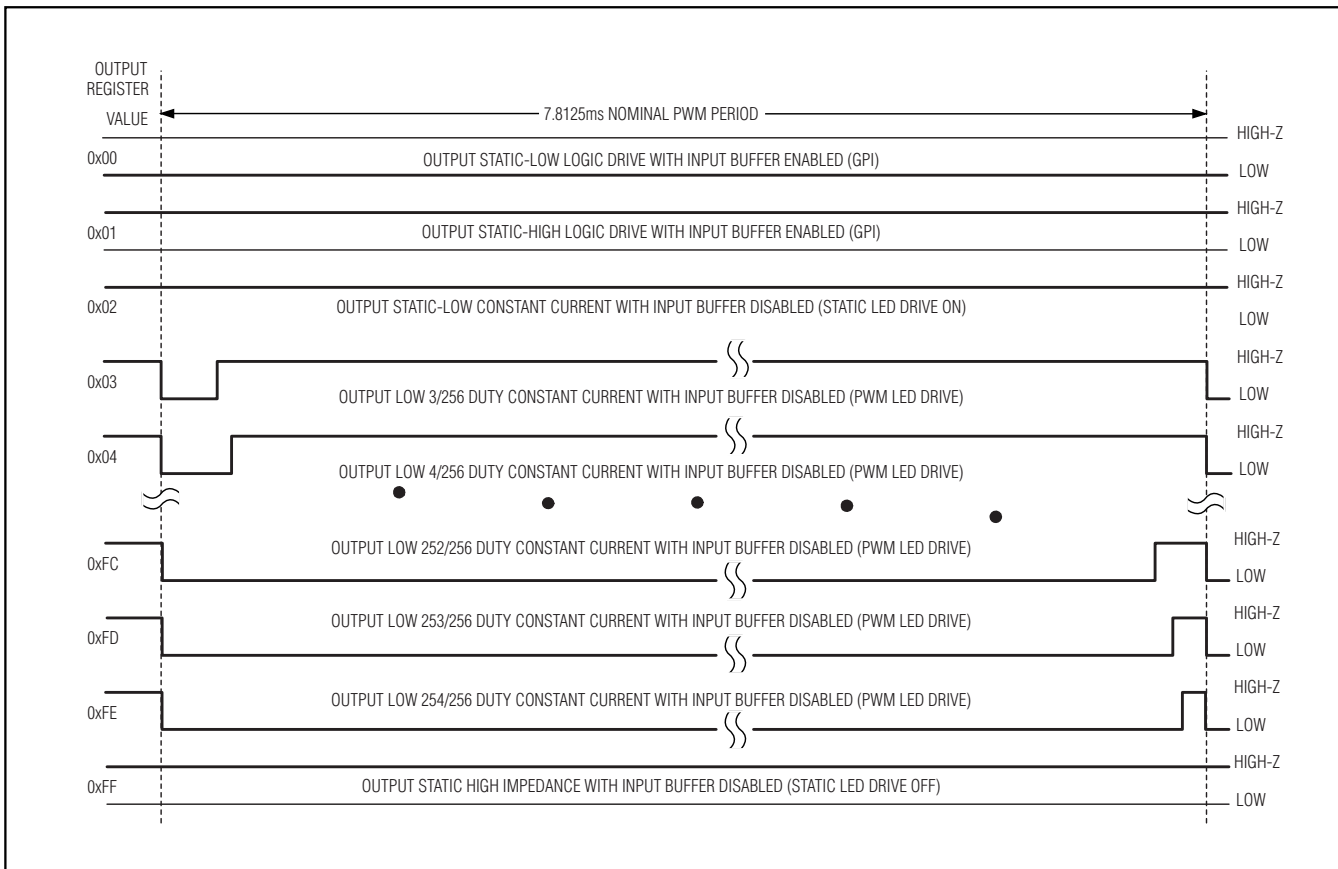 OUTPUT
REGISTER
VALUE
7.8125ms NOMINAL PWM PERIOD
HIGH-Z
0x00
OUTPUT STATIC-LOW LOGIC DRIVE WITH INPUT BUFFER ENABLED (GPI)
LOW
HIGH-Z
0x01
OUTPUT STATIC-HIGH LOGIC DRIVE WITH INPUT BUFFER ENABLED (GPI)
LOW
HIGH-Z
0x02
OUTPUT STATIC-LOW CONSTANT CURRENT WITH INPUT BUFFER DISABLED (STATIC LED DRIVE ON)
LOW
HIGH-Z
0x03
OUTPUT LOW 3/256 DUTY CONSTANT CURRENT WITH INPUT BUFFER DISABLED (PWM LED DRIVE)
LOW
HIGH-Z
0x04
OUTPUT LOW 4/256 DUTY CONSTANT CURRENT WITH INPUT BUFFER DISABLED (PWM LED DRIVE)
LOW
HIGH-Z
0xFC
OUTPUT LOW 252/256 DUTY CONSTANT CURRENT WITH INPUT BUFFER DISABLED (PWM LED DRIVE)
LOW
HIGH-Z
0xFD
OUTPUT LOW 253/256 DUTY CONSTANT CURRENT WITH INPUT BUFFER DISABLED (PWM LED DRIVE)
LOW
HIGH-Z
0xFE
OUTPUT LOW 254/256 DUTY CONSTANT CURRENT WITH INPUT BUFFER DISABLED (PWM LED DRIVE)
LOW
HIGH-Z
0xFF
OUTPUT STATIC HIGH IMPEDANCE WITH INPUT BUFFER DISABLED (STATIC LED DRIVE OFF)
LOW